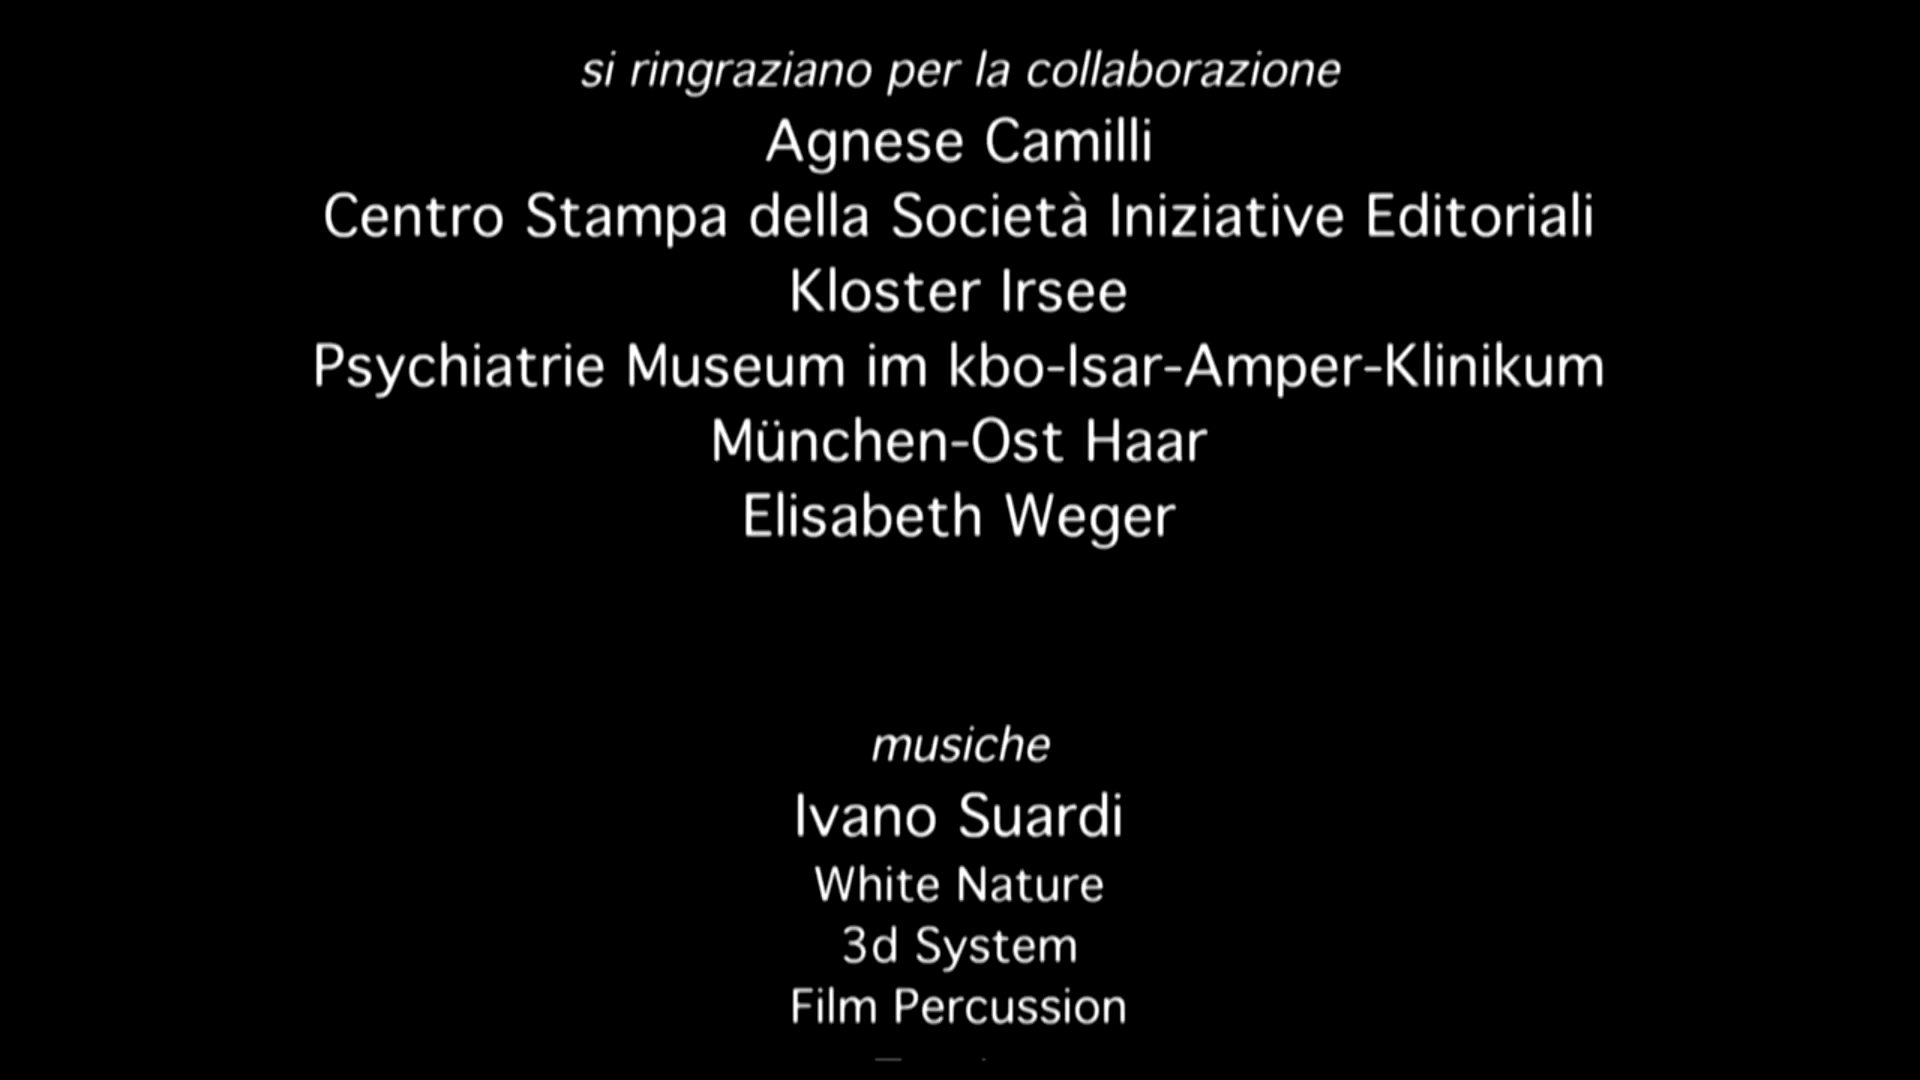 si ringraziano per la collaborazione
Agnese Camilli
Centro Stampa della Società Iniziative Editoriali
Kloster Irsee
Psychiatrie Museum im kbo-Isar-Amper-Klinikum
München-Ost Haar
Elisabeth Weger
musiche
Ivano Suardi
White Nature
3d System
Film Percussion